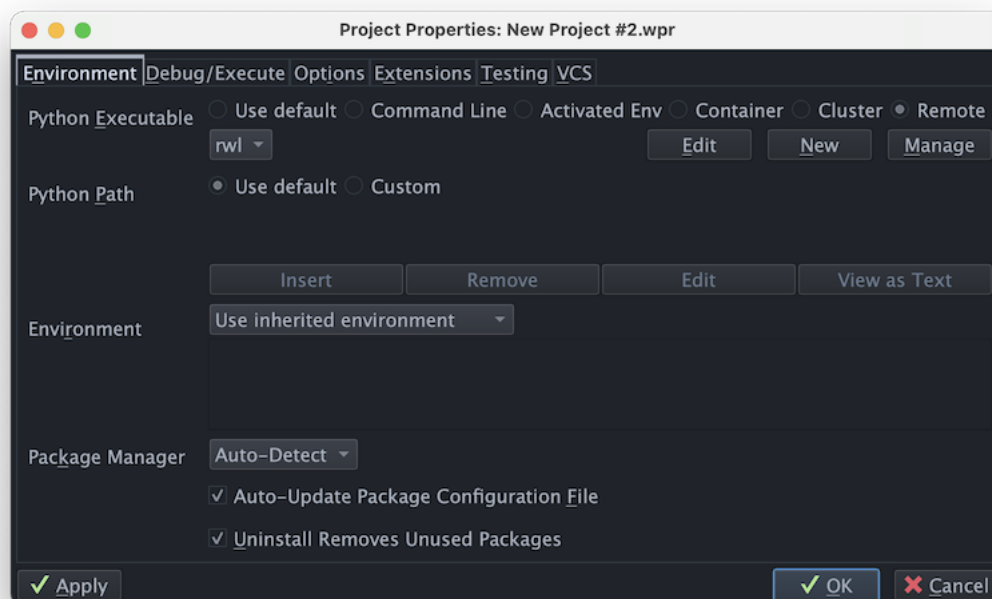 Project Properties: New Project #2.wpr
Environment Debug/Execute Options Extensions Testing VCS
Python Executable Use default Command Line Activated Env Container Cluster Remote
rwl Edit New Manage
Python Path Use default Custom
Insert Remove Edit View as Text
Environment Use inherited environment
Package Manager Auto-Detect
Auto-Update Package Configuration File
Uninstall Removes Unused Packages
Apply OK Cancel